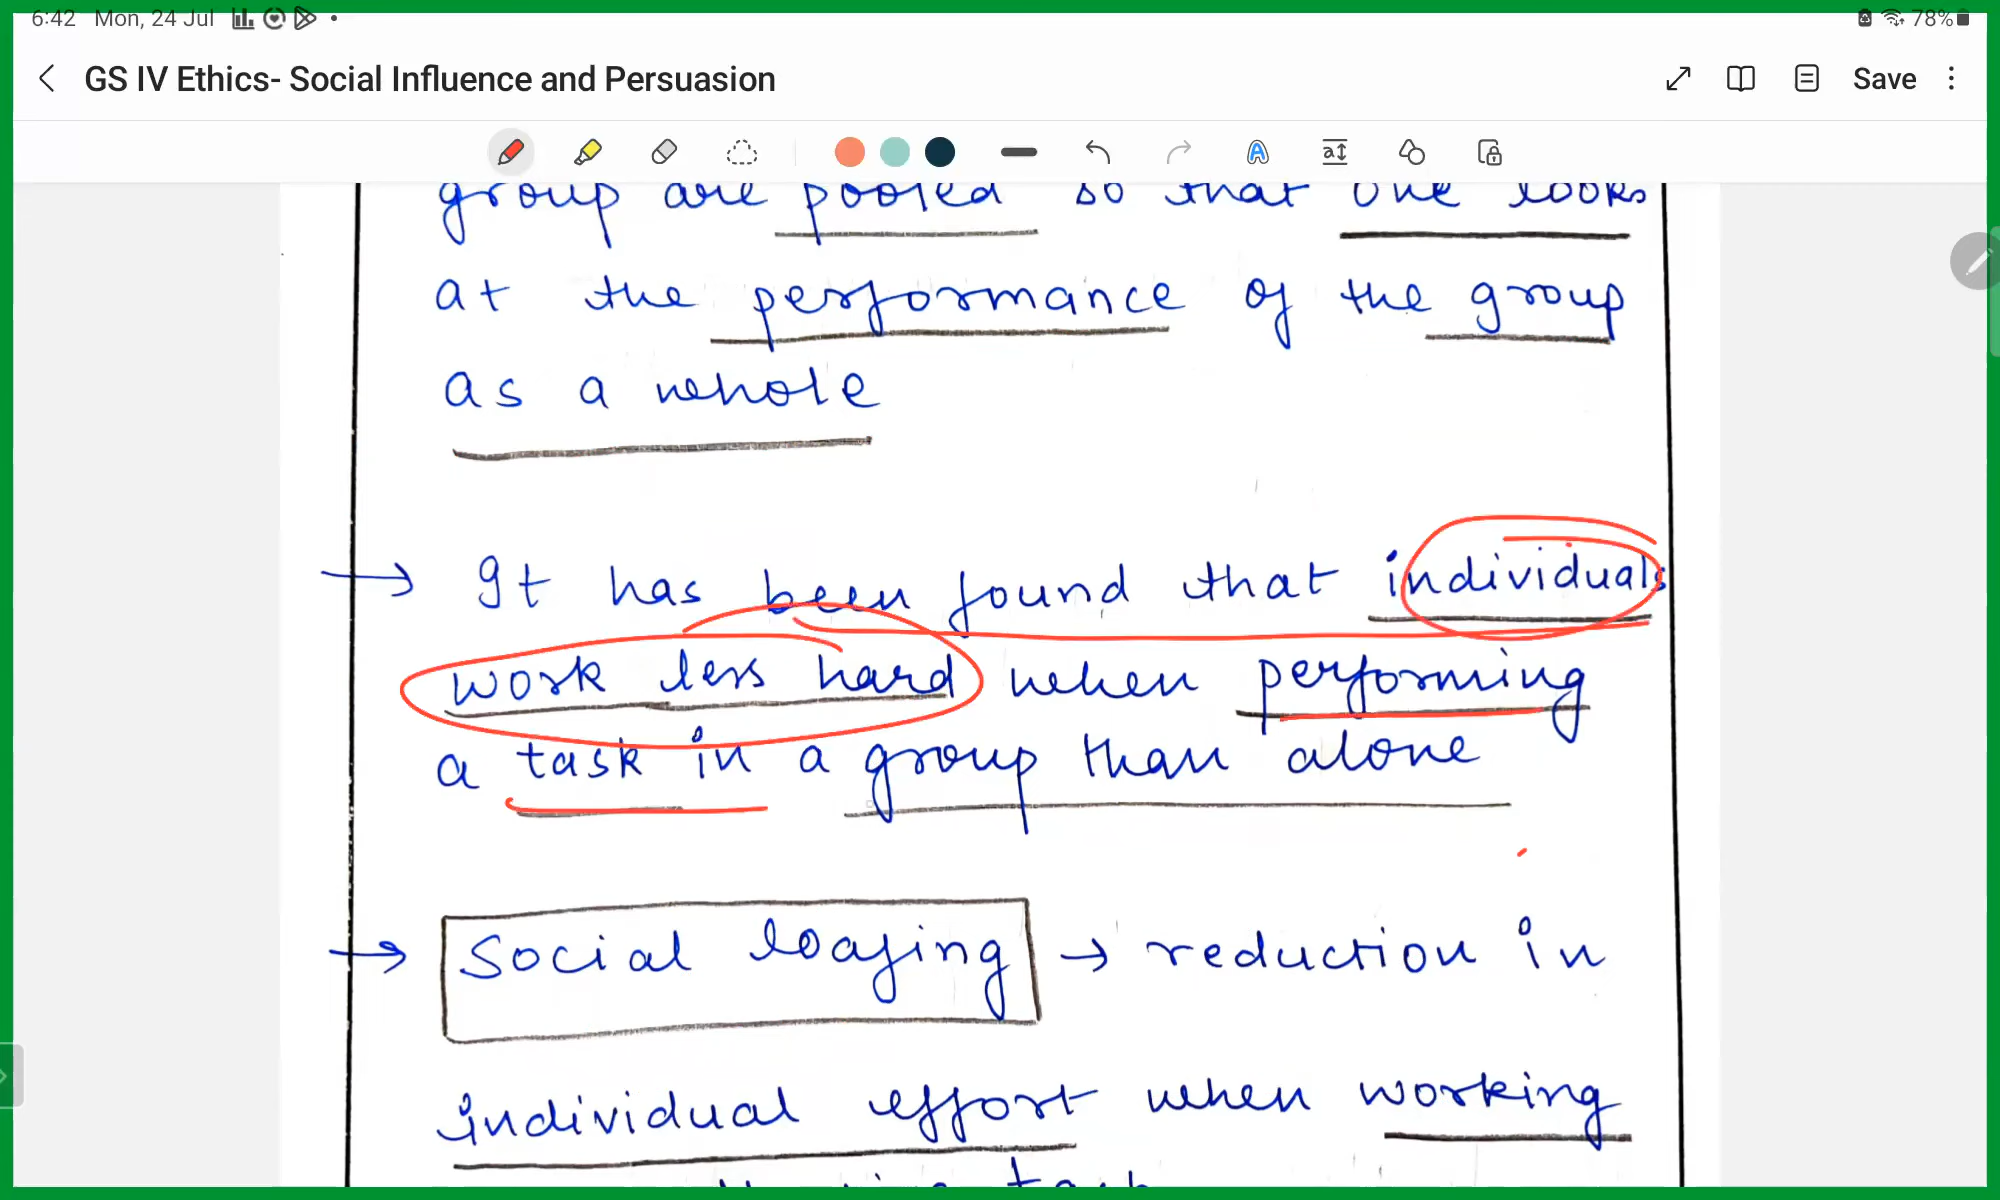 6:42 Mon, 24 Jul
78%
GS IV Ethics- Social Influence and Persuasion
Save
group are pooled so that one looks
at the performance of the group
as a whole
→ It has been found that individuals
work less hard when performing
a task in a group than alone
→ Social loafing → reduction in
individual effort when working
task